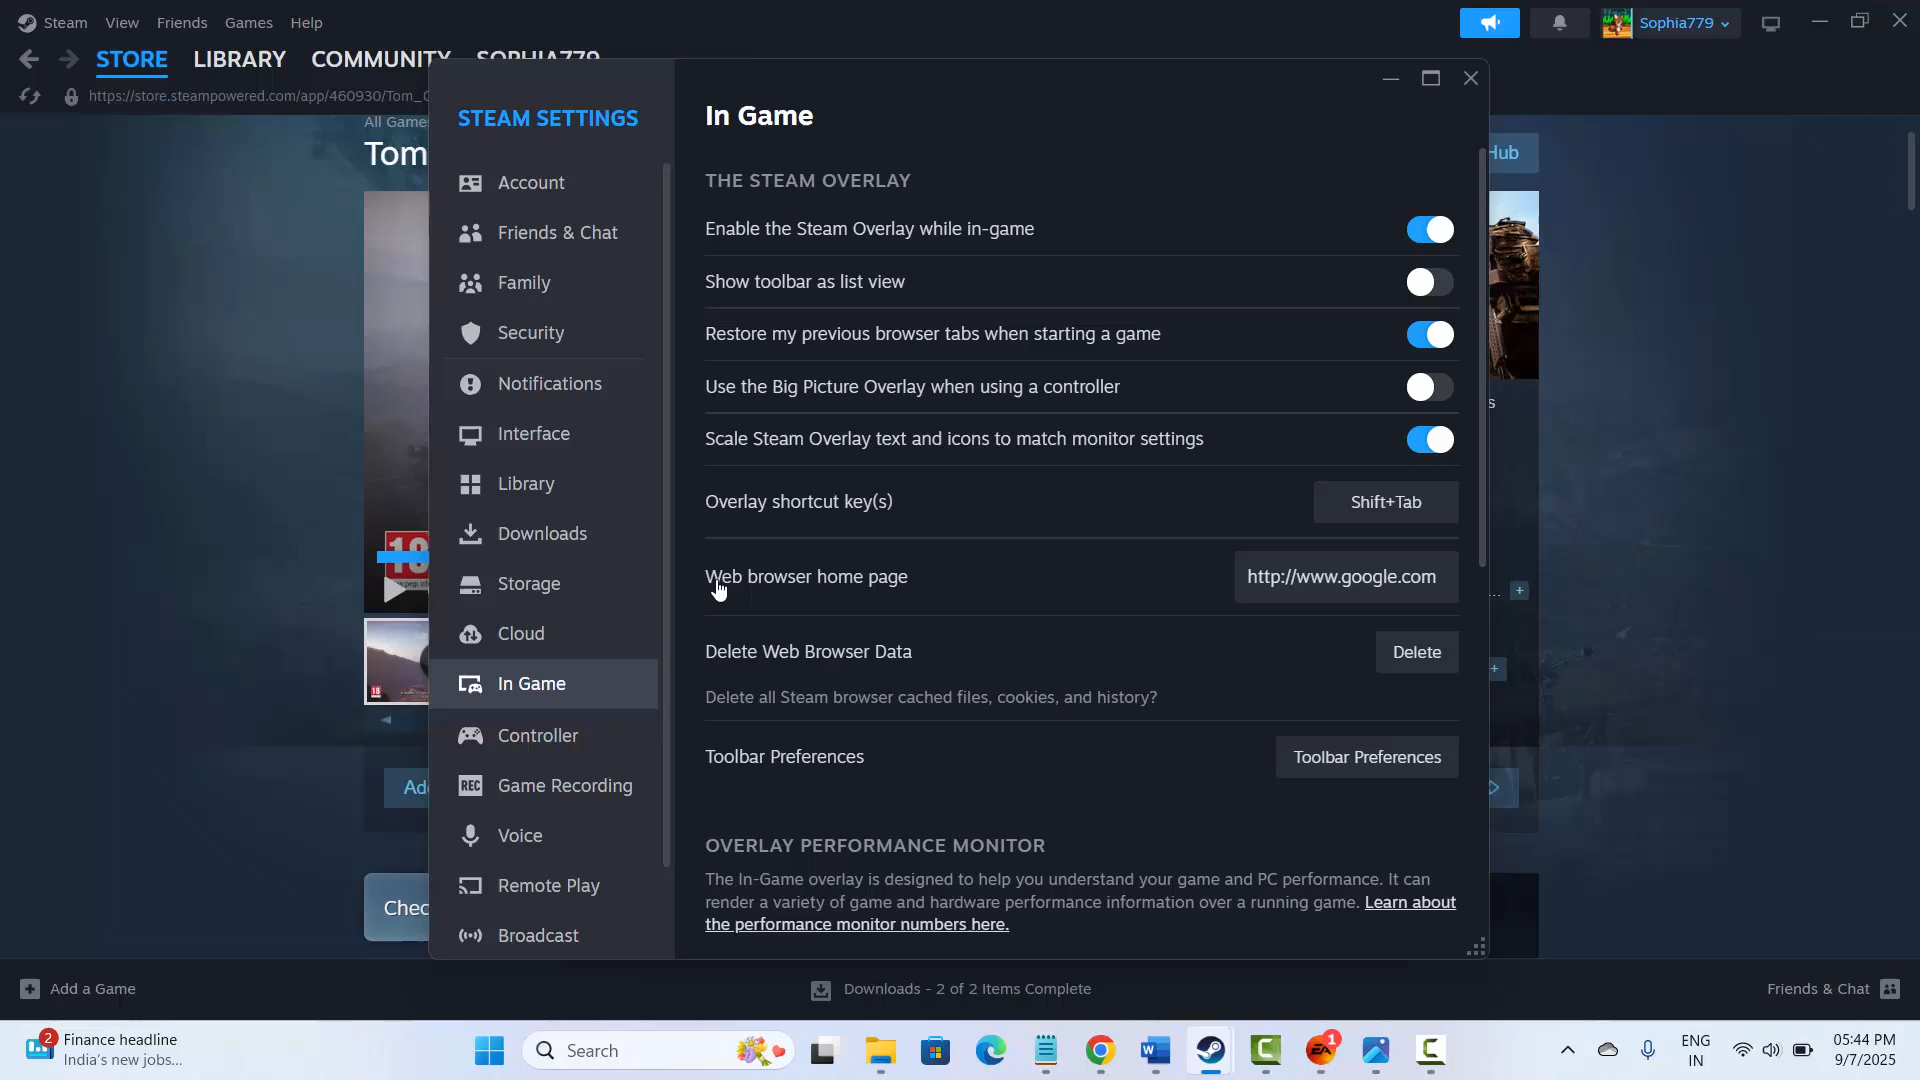 Steam View Friends Games Help
Sophia779
STORE LIBRARY COMMUNITY SOPHIA779
https://store.steampowered.com/app/460930/Tom_
All Games
Tom
Hub
18
18
Add
Chec
STEAM SETTINGS
Account
Friends & Chat
Family
Security
Notifications
Interface
Library
Downloads
Storage
Cloud
In Game
Controller
REC Game Recording
Voice
Remote Play
Broadcast
In Game
THE STEAM OVERLAY
Enable the Steam Overlay while in-game
Show toolbar as list view
Restore my previous browser tabs when starting a game
Use the Big Picture Overlay when using a controller
Scale Steam Overlay text and icons to match monitor settings
Overlay shortcut key(s) Shift+Tab
Web browser home page http://www.google.com
Delete Web Browser Data Delete
Delete all Steam browser cached files, cookies, and history?
Toolbar Preferences Toolbar Preferences
OVERLAY PERFORMANCE MONITOR
The In-Game overlay is designed to help you understand your game and PC performance. It can
render a variety of game and hardware performance information over a running game. Learn about
the performance monitor numbers here.
s
... +
+
Add a Game
Downloads - 2 of 2 Items Complete
Friends & Chat
2 Finance headline
India's new jobs...
Search
1
ENG
IN
05:44 PM
9/7/2025